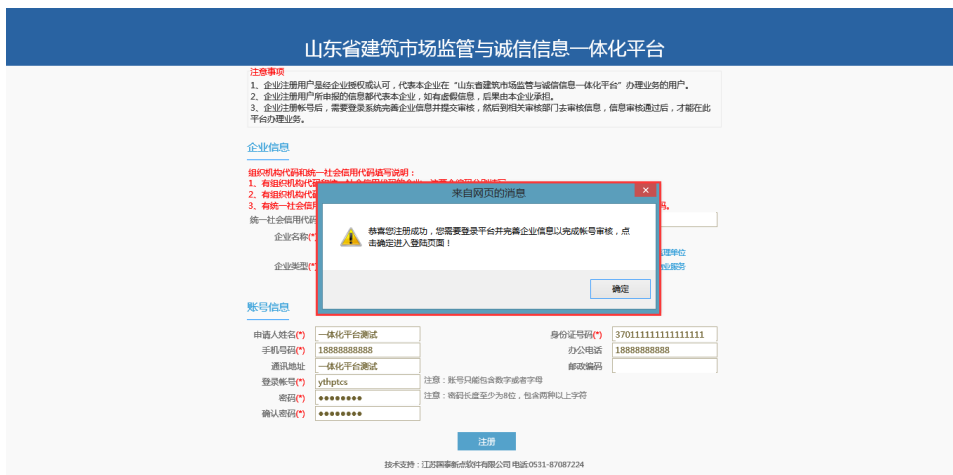 山东省建筑市场监管与诚信信息一体化平台
注意事项
1、企业注册用户是经企业授权或认可，代表本企业在“山东省建筑市场监管与诚信信息一体化平台”办理业务的用户。
2、企业注册用户所申报的信息都代表本企业，如有虚假信息，后果由本企业承担。
3、企业注册帐号后，需要登录系统完善企业信息并提交审核，然后到相关审核部门去审核信息，信息审核通过后，才能在此
平台办理业务。
企业信息
组织机构代码和统一社会信用代码填写说明：
1、有组织机构代
2、有组织机构代
3、有统一社会信用
码。
统一社会信用代码
企业名称(*)
理单位
企业类型(*)
业服务
来自网页的消息
恭喜您注册成功，您需要登录平台并完善企业信息以完成帐号审核，点
击确定进入登陆页面！
确定
账号信息
申请人姓名(*) 一体化平台测试 身份证号码(*) 370111111111111111
手机号码(*) 18888888888 办公电话 18888888888
通讯地址 一体化平台测试 邮政编码
登录帐号(*) ythptcs 注意：账号只能包含数字或者字母
密码(*) ●●●●●●●● 注意：密码长度至少为8位，包含两种以上字符
确认密码(*) ●●●●●●●●
注册
技术支持：江苏国泰新点软件有限公司 电话:0531-87087224